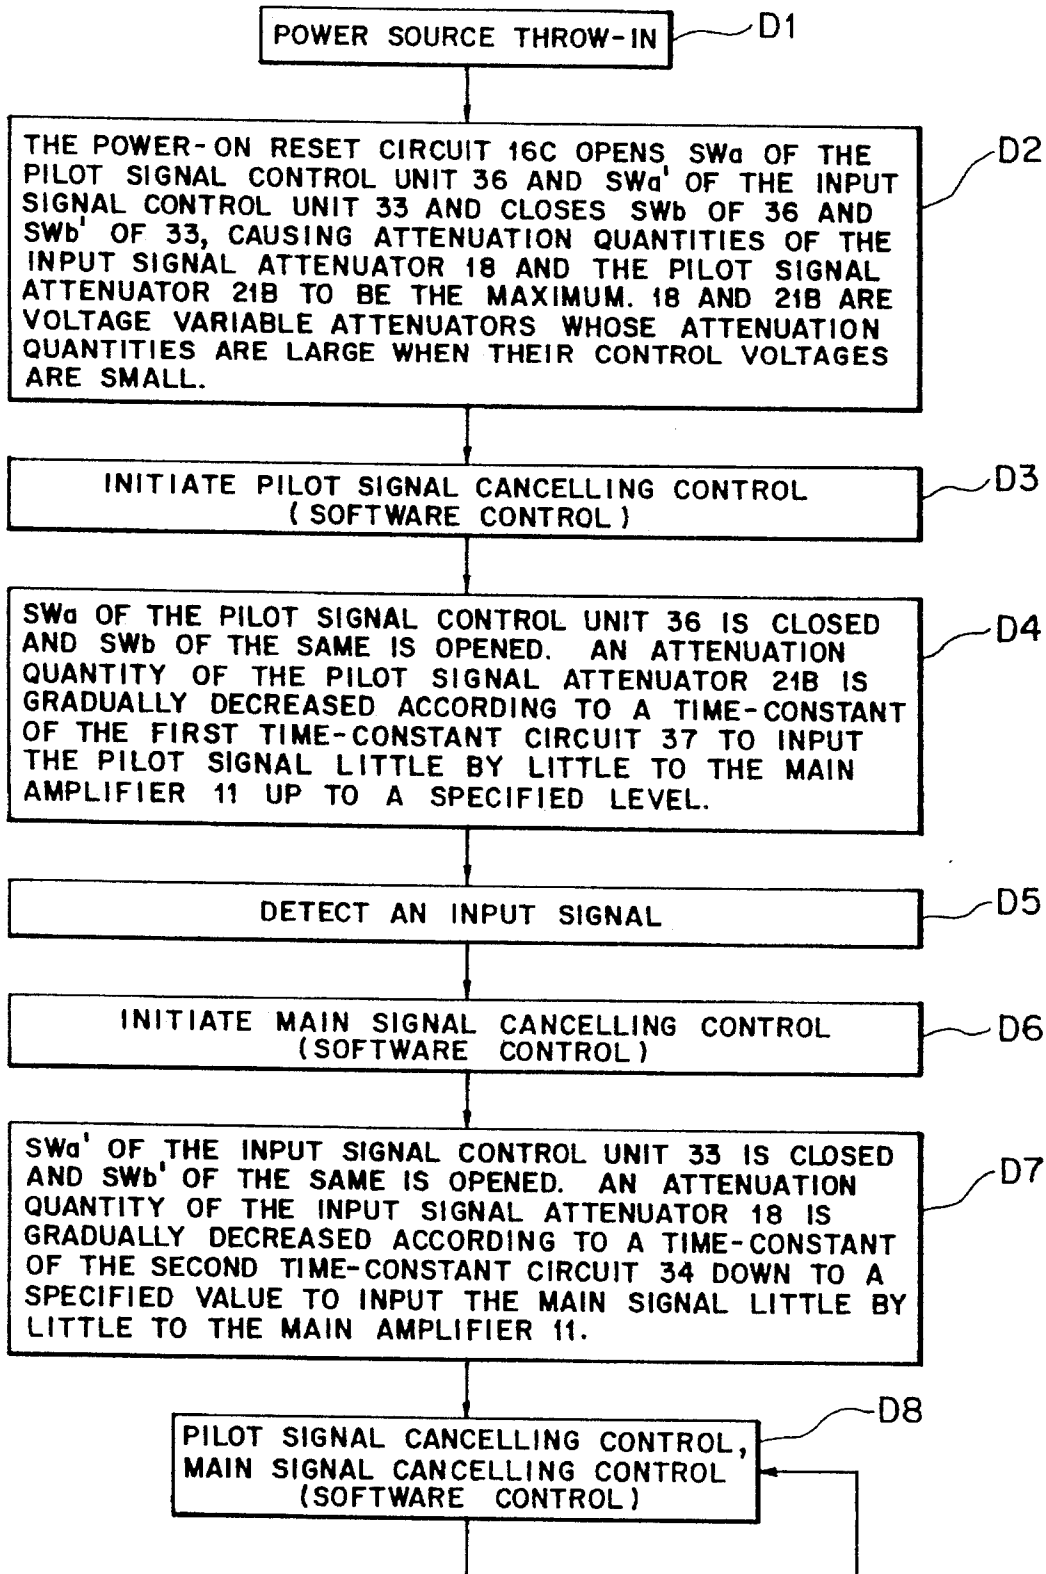 POWER SOURCE THROW-IN
D1
THE POWER-ON RESET CIRCUIT 16C OPENS SWa OF THE
PILOT SIGNAL CONTROL UNIT 36 AND SWa' OF THE INPUT
SIGNAL CONTROL UNIT 33 AND CLOSES SWb OF 36 AND
SWb' OF 33, CAUSING ATTENUATION QUANTITIES OF THE
INPUT SIGNAL ATTENUATOR 18 AND THE PILOT SIGNAL
ATTENUATOR 21B TO BE THE MAXIMUM. 18 AND 21B ARE
VOLTAGE VARIABLE ATTENUATORS WHOSE ATTENUATION
QUANTITIES ARE LARGE WHEN THEIR CONTROL VOLTAGES
ARE SMALL.
D2
INITIATE PILOT SIGNAL CANCELLING CONTROL
(SOFTWARE CONTROL)
D3
SWa OF THE PILOT SIGNAL CONTROL UNIT 36 IS CLOSED
AND SWb OF THE SAME IS OPENED. AN ATTENUATION
QUANTITY OF THE PILOT SIGNAL ATTENUATOR 21B IS
GRADUALLY DECREASED ACCORDING TO A TIME-CONSTANT
OF THE FIRST TIME-CONSTANT CIRCUIT 37 TO INPUT
THE PILOT SIGNAL LITTLE BY LITTLE TO THE MAIN
AMPLIFIER 11 UP TO A SPECIFIED LEVEL.
D4
DETECT AN INPUT SIGNAL
D5
INITIATE MAIN SIGNAL CANCELLING CONTROL
(SOFTWARE CONTROL)
D6
SWa' OF THE INPUT SIGNAL CONTROL UNIT 33 IS CLOSED
AND SWb' OF THE SAME IS OPENED. AN ATTENUATION
QUANTITY OF THE INPUT SIGNAL ATTENUATOR 18 IS
GRADUALLY DECREASED ACCORDING TO A TIME-CONSTANT
OF THE SECOND TIME-CONSTANT CIRCUIT 34 DOWN TO A
SPECIFIED VALUE TO INPUT THE MAIN SIGNAL LITTLE BY
LITTLE TO THE MAIN AMPLIFIER 11.
D7
PILOT SIGNAL CANCELLING CONTROL,
MAIN SIGNAL CANCELLING CONTROL
(SOFTWARE CONTROL)
D8